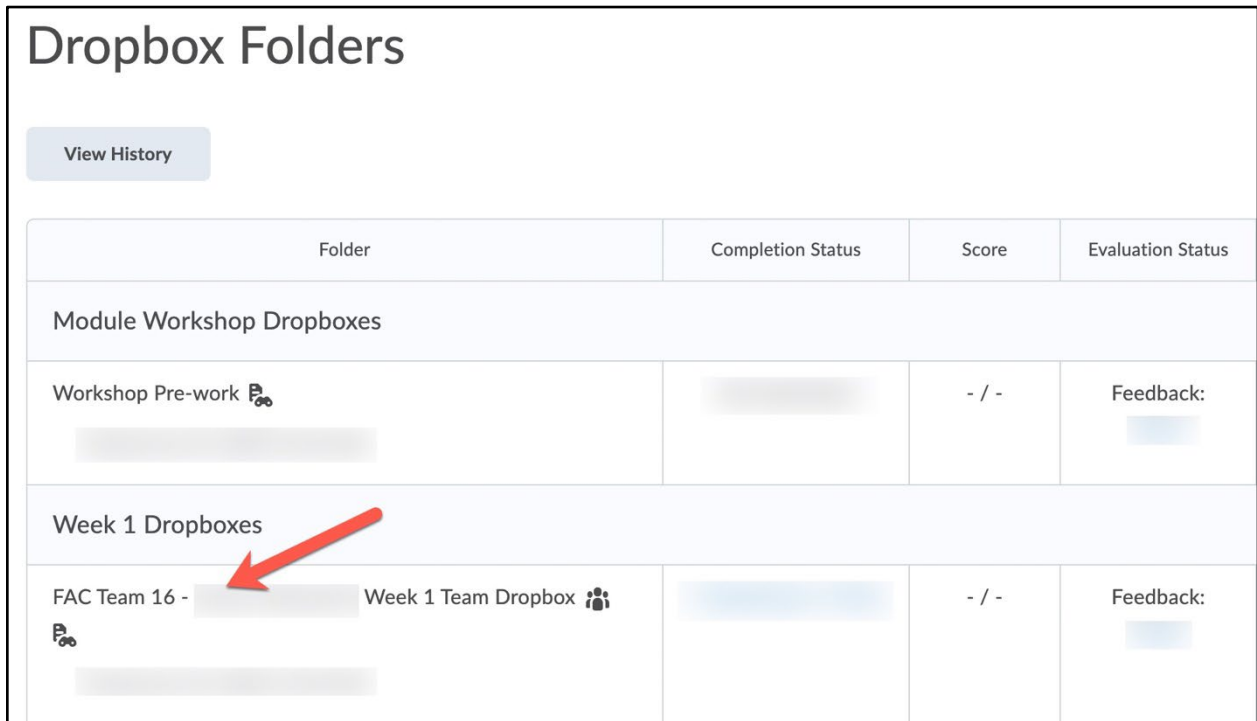 Dropbox Folders
View History
Folder Completion Status Score Evaluation Status
Module Workshop Dropboxes
Workshop Pre-work - / - Feedback:
Week 1 Dropboxes
FAC Team 16 - Week 1 Team Dropbox - / - Feedback: